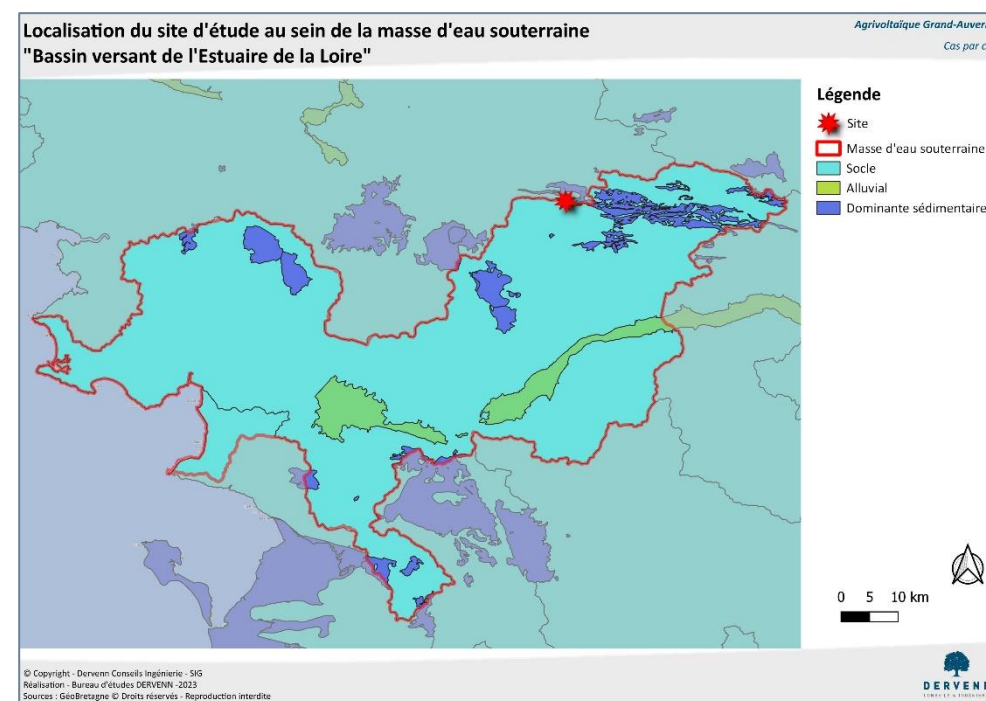 Localisation du site d'étude au sein de la masse d'eau souterraine
"Bassin versant de l'Estuaire de la Loire"
Agrivoltaïque Grand-Auver
Cas par c
Légende
Site
Masse d'eau souterraine
Socle
Alluvial
Dominante sédimentaire
0 5 10 km
© Copyright - Dervenn Conseils Ingénierie - SIG
Réalisation - Bureau d'études DERVENN -2023
Sources : GéoBretagne © Droits réservés - Reproduction interdite
DERVENN